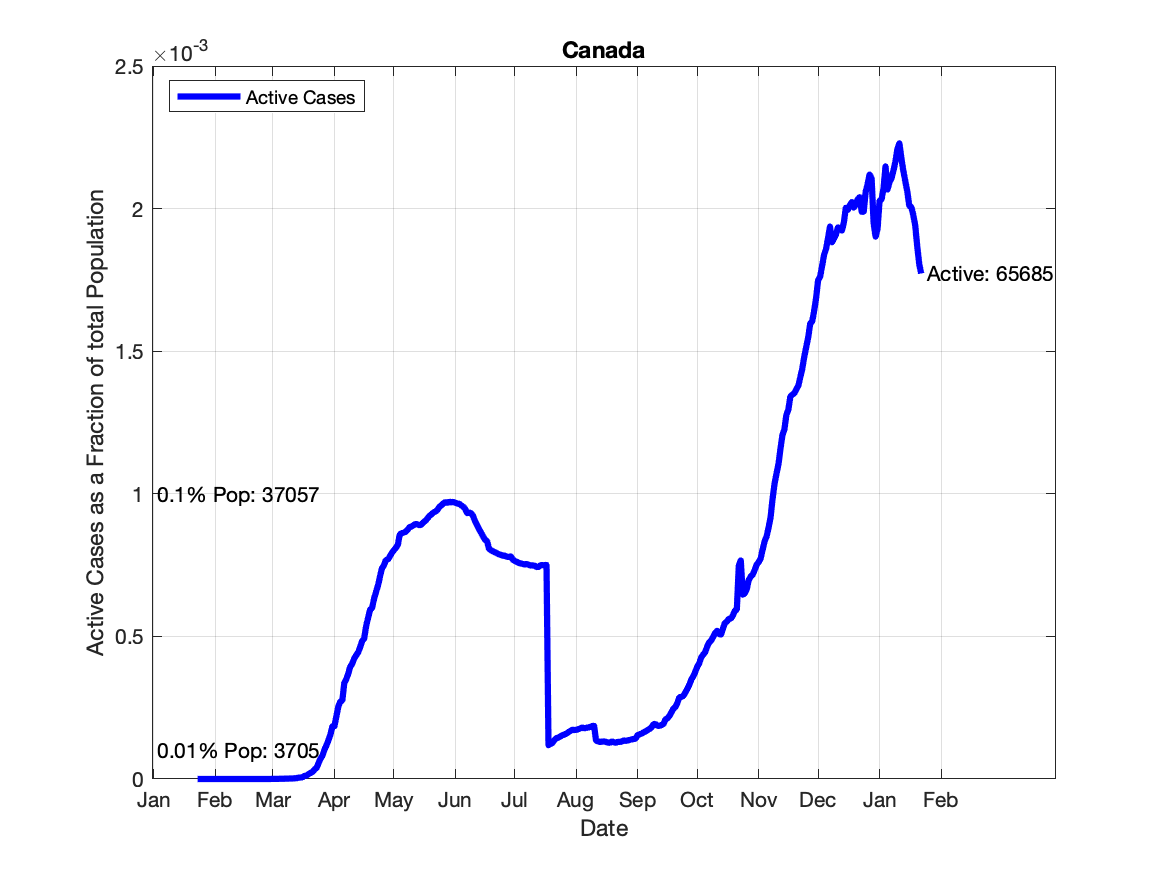 Canada
×10-3
2.5
2
1.5
1
0.5
0
Active Cases
Active Cases as a Fraction of total Population
Active: 65685
0.1% Pop: 37057
0.01% Pop: 3705
Jan Feb Mar Apr May Jun Jul Aug Sep Oct Nov Dec Jan Feb
Date